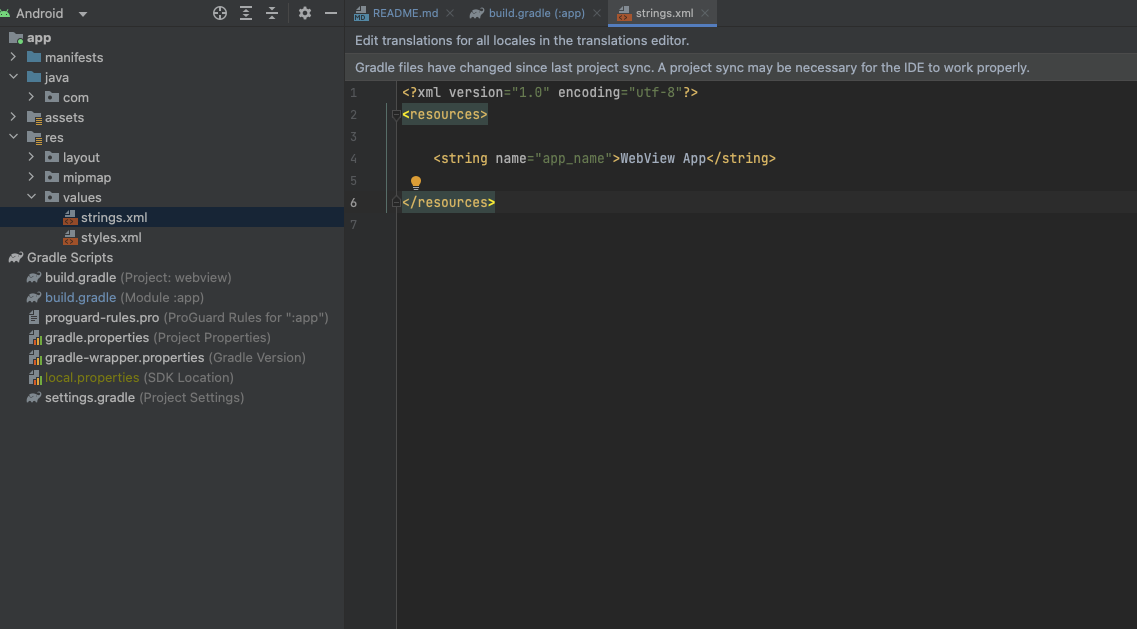 Android
app
manifests
java
com
assets
res
layout
mipmap
values
strings.xml
styles.xml
Gradle Scripts
build.gradle (Project: webview)
build.gradle (Module :app)
proguard-rules.pro (ProGuard Rules for ":app")
gradle.properties (Project Properties)
gradle-wrapper.properties (Gradle Version)
local.properties (SDK Location)
settings.gradle (Project Settings)
README.md build.gradle (:app) strings.xml
Edit translations for all locales in the translations editor.
Gradle files have changed since last project sync. A project sync may be necessary for the IDE to work properly.
1 <?xml version="1.0" encoding="utf-8"?>
2 <resources>
3
4 <string name="app_name">WebView App</string>
5
6 </resources>
7